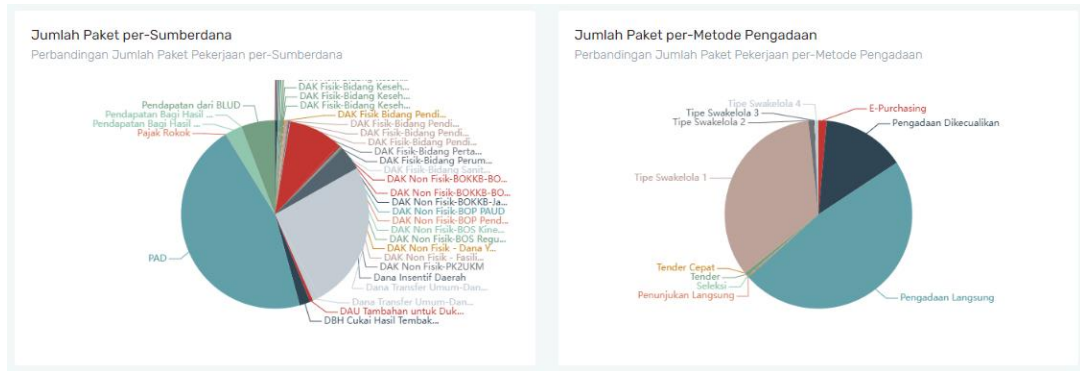 Jumlah Paket per-Sumberdana
Perbandingan Jumlah Paket Pekerjaan per-Sumberdana
DAK Fisik-Bidang Keseh...
DAK Fisik-Bidang Keseh...
DAK Fisik-Bidang Keseh...
DAK Fisik Bidang Pendi...
DAK Fisik-Bidang Pendi...
DAK Fisik-Bidang Pendi...
DAK Fisik-Bidang Pendi...
DAK Fisik-Bidang Perta...
DAK Fisik-Bidang Perum...
DAK Fisik-Bidang Sanit...
DAK Non Fisik-BOKKB-BO...
DAK Non Fisik-BOKKB-BO...
DAK Non Fisik-BOKKB-Ja...
DAK Non Fisik-BOP PAUD
DAK Non Fisik-BOP Pend...
DAK Non Fisik-BOS Kine...
DAK Non Fisik-BOS Regu...
DAK Non Fisik - Dana Y...
DAK Non Fisik - Fasili...
DAK Non Fisik-PK2UKM
Dana Insentif Daerah
Dana Transfer Umum-Dan...
Dana Transfer Umum-Dan...
DAU Tambahan untuk Duk...
DBH Cukai Hasil Tembak...
PAD
Pajak Rokok
Pendapatan Bagi Hasil ...
Pendapatan Bagi Hasil ...
Pendapatan dari BLUD
Jumlah Paket per-Metode Pengadaan
Perbandingan Jumlah Paket Pekerjaan per-Metode Pengadaan
E-Purchasing
Pengadaan Dikecualikan
Pengadaan Langsung
Penunjukan Langsung
Seleksi
Tender
Tender Cepat
Tipe Swakelola 1
Tipe Swakelola 2
Tipe Swakelola 3
Tipe Swakelola 4